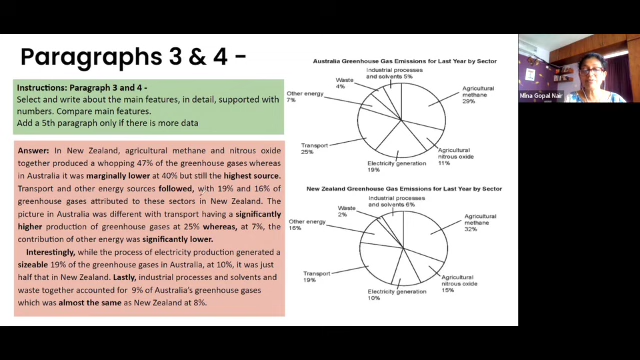 Paragraphs 3 & 4 -
Instructions: Paragraph 3 and 4 -
Select and write about the main features, in detail, supported with
numbers. Compare main features.
Add a 5th paragraph only if there is more data
Answer: In New Zealand, agricultural methane and nitrous oxide
together produced a whopping 47% of the greenhouse gases whereas
in Australia it was marginally lower at 40% but still the highest source.
Transport and other energy sources followed, with 19% and 16% of
greenhouse gases attributed to these sectors in New Zealand. The
picture in Australia was different with transport having a significantly
higher production of greenhouse gases at 25% whereas, at 7%, the
contribution of other energy was significantly lower.
Interestingly, while the process of electricity production generated a
sizeable 19% of the greenhouse gases in Australia, at 10%, it was just
half that in New Zealand. Lastly, industrial processes and solvents and
waste together accounted for 9% of Australia's greenhouse gases
which was almost the same as New Zealand at 8%.
Australia Greenhouse Gas Emissions for Last Year by Sector
Industrial processes
and solvents 5%
Waste
4%
Other energy
7%
Agricultural
methane
29%
Transport
25%
Agricultural
nitrous oxide
11%
Electricity generation
19%
New Zealand Greenhouse Gas Emissions for Last Year by Sector
Industrial processes
and solvents 6%
Waste
2%
Other energy
16%
Agricultural
methane
32%
Transport
19%
Agricultural
nitrous oxide
15%
Electricity generation
10%
Mina Gopal Nair